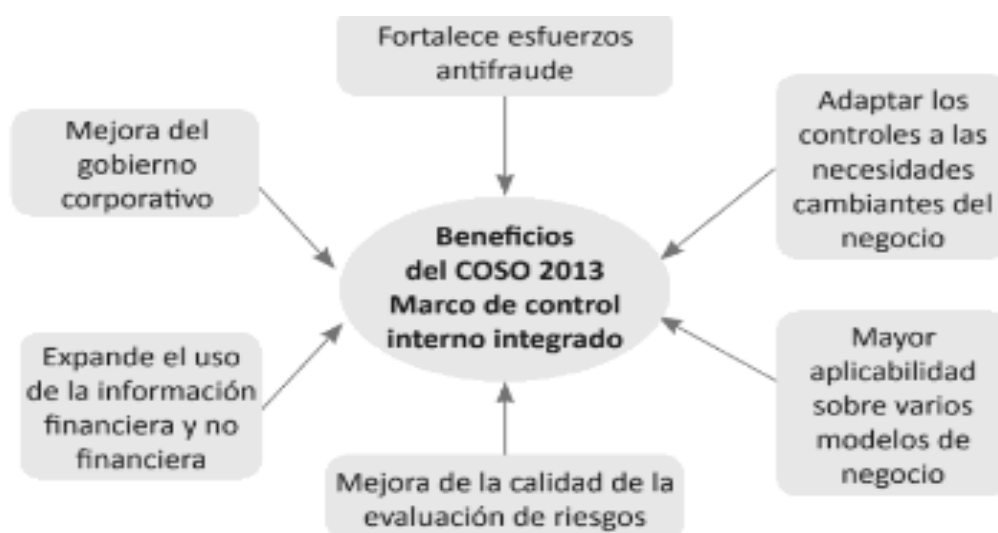 Fortalece esfuerzos
antifraude
Mejora del
gobierno
corporativo
Adaptar los
controles a las
necesidades
cambiantes del
negocio
Beneficios
del COSO 2013
Marco de control
interno integrado
Expande el uso
de la información
financiera y no
financiera
Mayor
aplicabilidad
sobre varios
modelos de
negocio
Mejora de la calidad de la
evaluación de riesgos